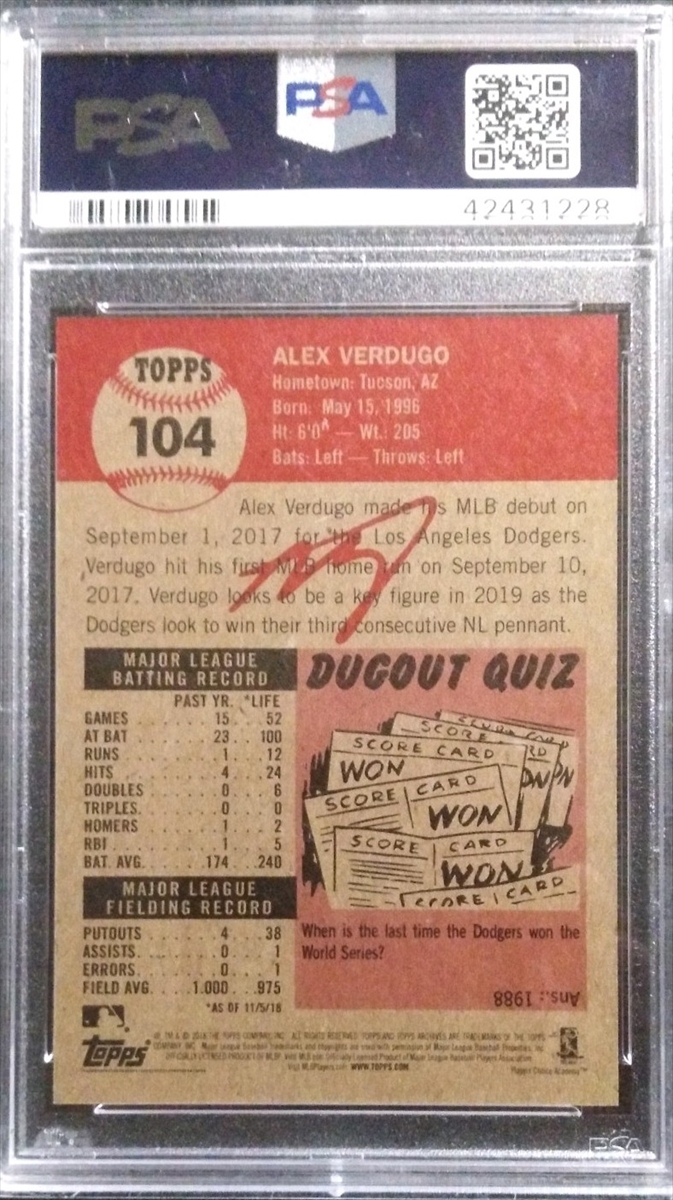 PSA
PSA
42431228
TOPPS
104
ALEX VERDUGO
Hometown: Tucson, AZ
Born: May 15, 1996
Ht: 6'0" — Wt.: 205
Bats: Left — Throws: Left
Alex Verdugo made his MLB debut on
September 1, 2017 for the Los Angeles Dodgers.
Verdugo hit his first MLB home run on September 10,
2017. Verdugo looks to be a key figure in 2019 as the
Dodgers look to win their third consecutive NL pennant.
MAJOR LEAGUE
BATTING RECORD
PAST YR. *LIFE
GAMES . . . . . . 15 . . 52
AT BAT . . . . . . 23 . . 100
RUNS . . . . . . 1 . . 12
HITS . . . . . . 4 . . 24
DOUBLES . . . . . . 0 . . 6
TRIPLES . . . . . . 0 . . 0
HOMERS . . . . . . 1 . . 2
RBI . . . . . . 1 . . 5
BAT. AVG. . . . . .174 . .240
MAJOR LEAGUE
FIELDING RECORD
PUTOUTS . . . . . 4 . . . 38
ASSISTS. . . . . . 0 . . . 1
ERRORS. . . . . . 0 . . . 1
FIELD AVG. . . . 1.000 . . .975
*AS OF 11/5/18
DUGOUT QUIZ
SCORE CARD
SCORE CARD
WON
WON
WON
SCORE CARD
WON
SCORE CARD
WON
SCORE CARD
When is the last time the Dodgers won the
World Series?
Ans.: 1988
Topps
WWW.TOPPS.COM
PSA